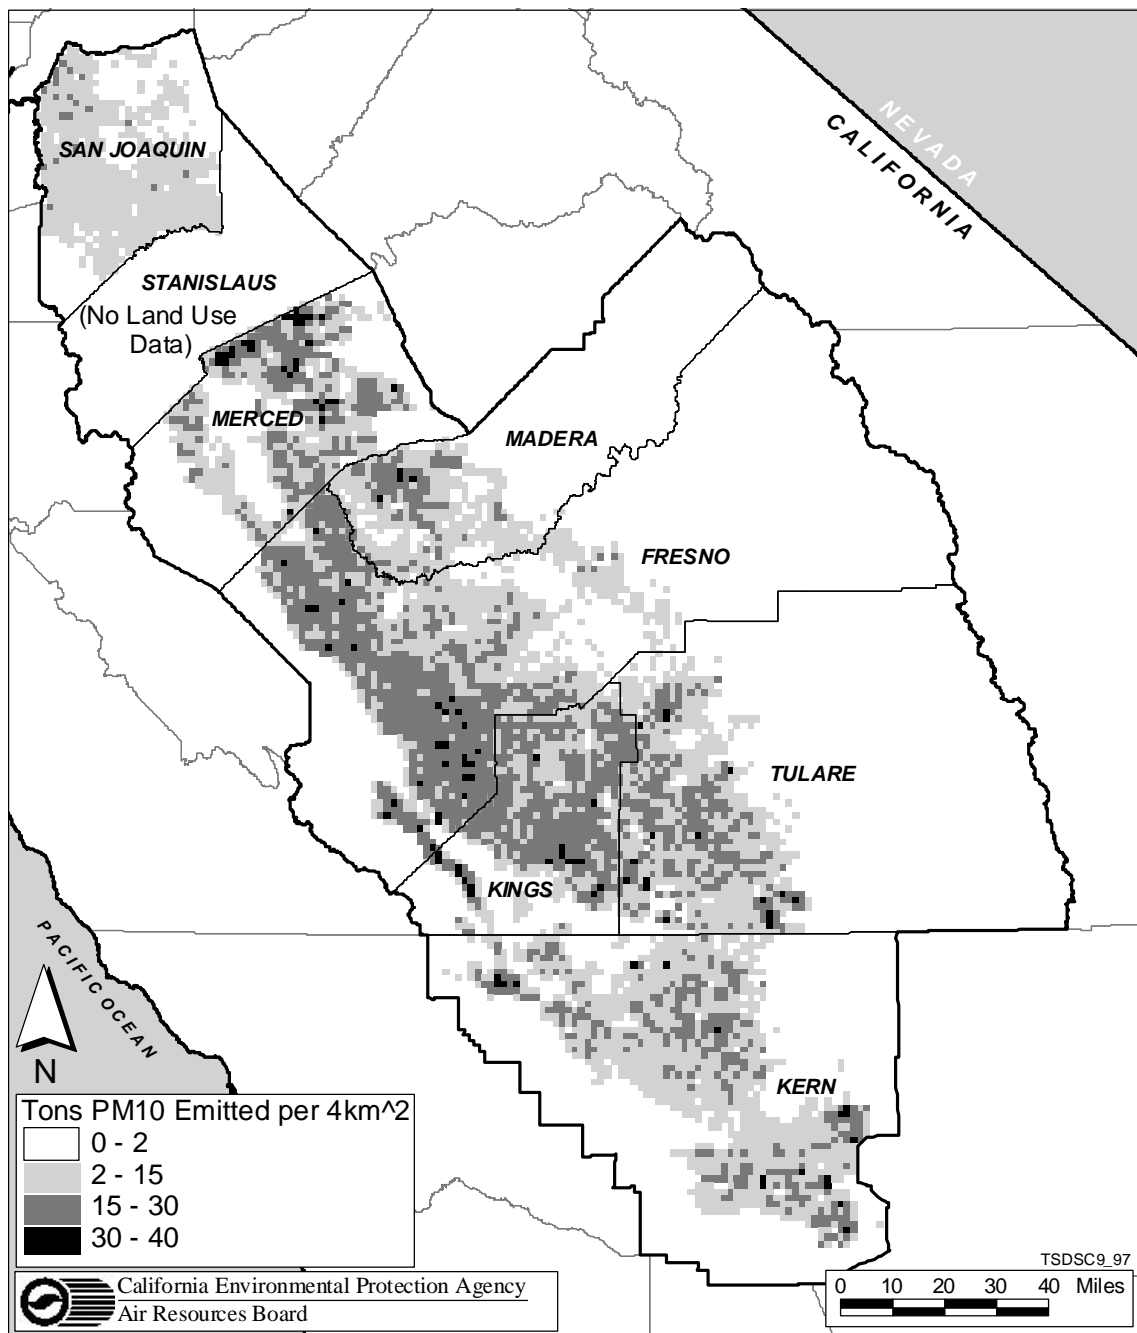 NEVADA
CALIFORNIA
SAN JOAQUIN
STANISLAUS
(No Land Use
Data)
MERCED
MADERA
FRESNO
TULARE
KINGS
KERN
PACIFIC OCEAN
N
Tons PM10 Emitted per 4km^2
0 - 2
2 - 15
15 - 30
30 - 40
California Environmental Protection Agency
Air Resources Board
TSDSC9_97
0 10 20 30 40 Miles